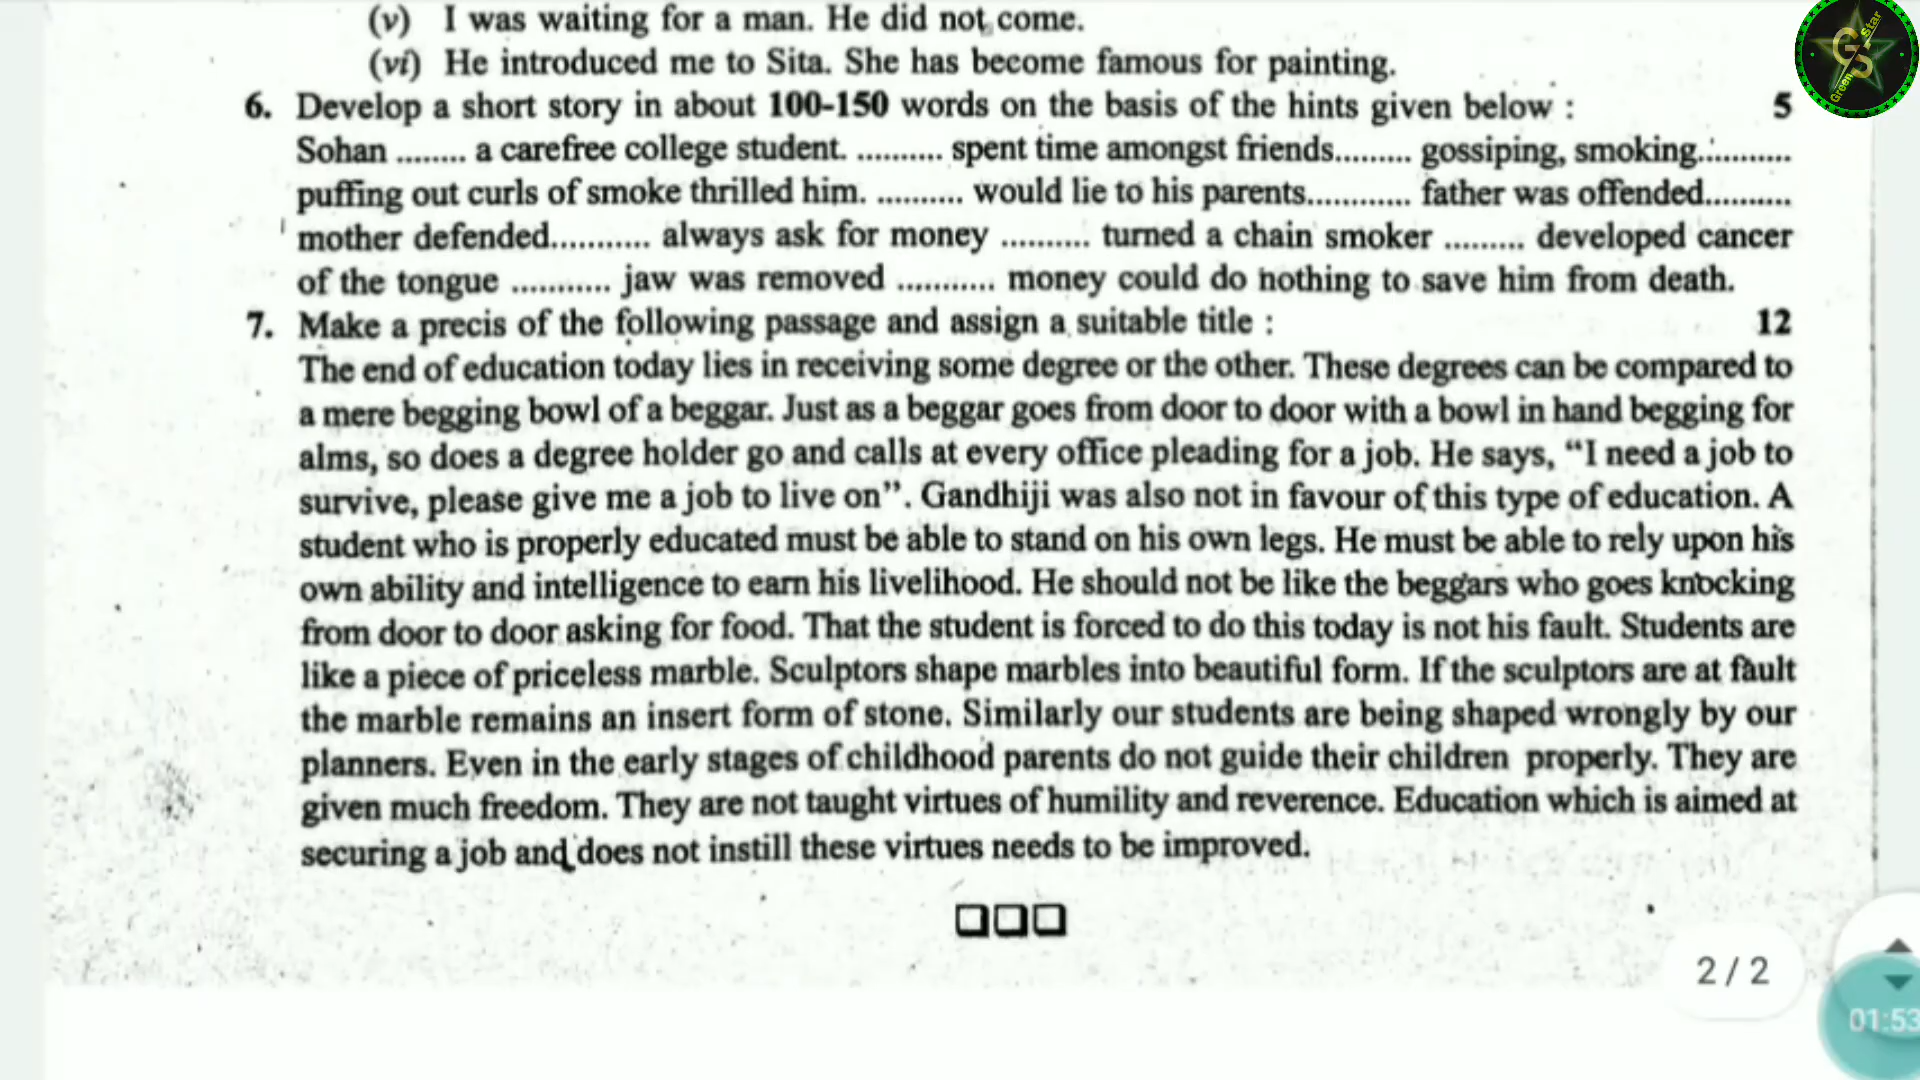 (v) I was waiting for a man. He did not come.
(vi) He introduced me to Sita. She has become famous for painting.
6. Develop a short story in about 100-150 words on the basis of the hints given below : 5
Sohan ........ a carefree college student. .......... spent time amongst friends......... gossiping, smoking...........
puffing out curls of smoke thrilled him. .......... would lie to his parents............ father was offended..........
mother defended........... always ask for money .......... turned a chain smoker ......... developed cancer
of the tongue ........... jaw was removed ........... money could do nothing to save him from death.
7. Make a precis of the following passage and assign a suitable title : 12
The end of education today lies in receiving some degree or the other. These degrees can be compared to
a mere begging bowl of a beggar. Just as a beggar goes from door to door with a bowl in hand begging for
alms, so does a degree holder go and calls at every office pleading for a job. He says, “I need a job to
survive, please give me a job to live on”. Gandhiji was also not in favour of this type of education. A
student who is properly educated must be able to stand on his own legs. He must be able to rely upon his
own ability and intelligence to earn his livelihood. He should not be like the beggars who goes knocking
from door to door asking for food. That the student is forced to do this today is not his fault. Students are
like a piece of priceless marble. Sculptors shape marbles into beautiful form. If the sculptors are at fault
the marble remains an insert form of stone. Similarly our students are being shaped wrongly by our
planners. Even in the early stages of childhood parents do not guide their children properly. They are
given much freedom. They are not taught virtues of humility and reverence. Education which is aimed at
securing a job and does not instill these virtues needs to be improved.
2 / 2
01:53
GS
Green Star